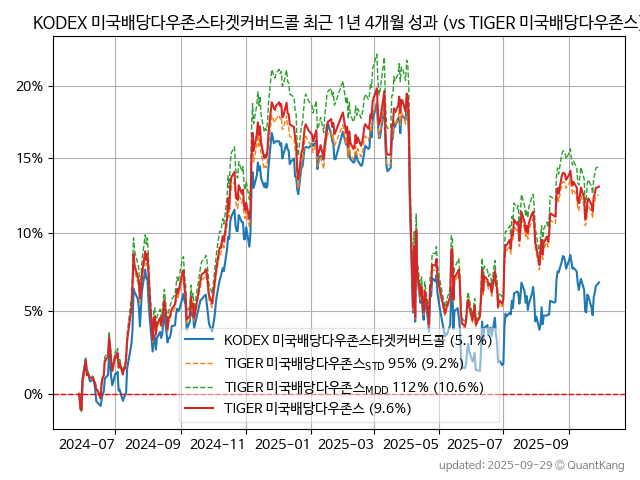 KODEX 미국배당다우존스타겟커버드콜 최근 1년 4개월 성과 (vs TIGER 미국배당다우존스)
20%
15%
10%
5%
0%
KODEX 미국배당다우존스타겟커버드콜 (5.1%)
TIGER 미국배당다우존스STD 95% (9.2%)
TIGER 미국배당다우존스MDD 112% (10.6%)
TIGER 미국배당다우존스 (9.6%)
2024-07 2024-09 2024-11 2025-01 2025-03 2025-05 2025-07 2025-09
updated: 2025-09-29 © QuantKang